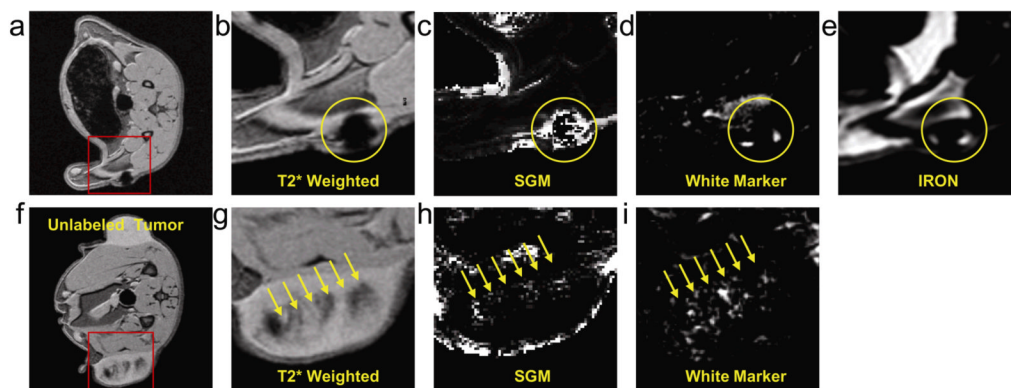 a
b
c
d
e
T2* Weighted
SGM
White Marker
IRON
f
g
h
i
Unlabeled Tumor
T2* Weighted
SGM
White Marker